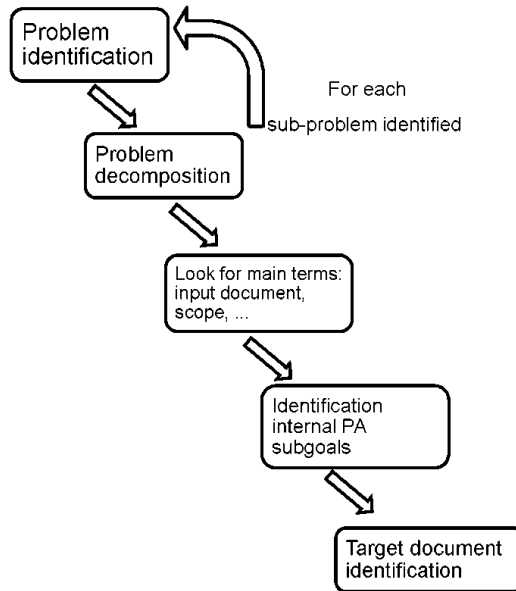 Problem
identification
For each
sub-problem identified
Problem
decomposition
Look for main terms:
input document,
scope, ...
Identification
internal PA
subgoals
Target document
identification